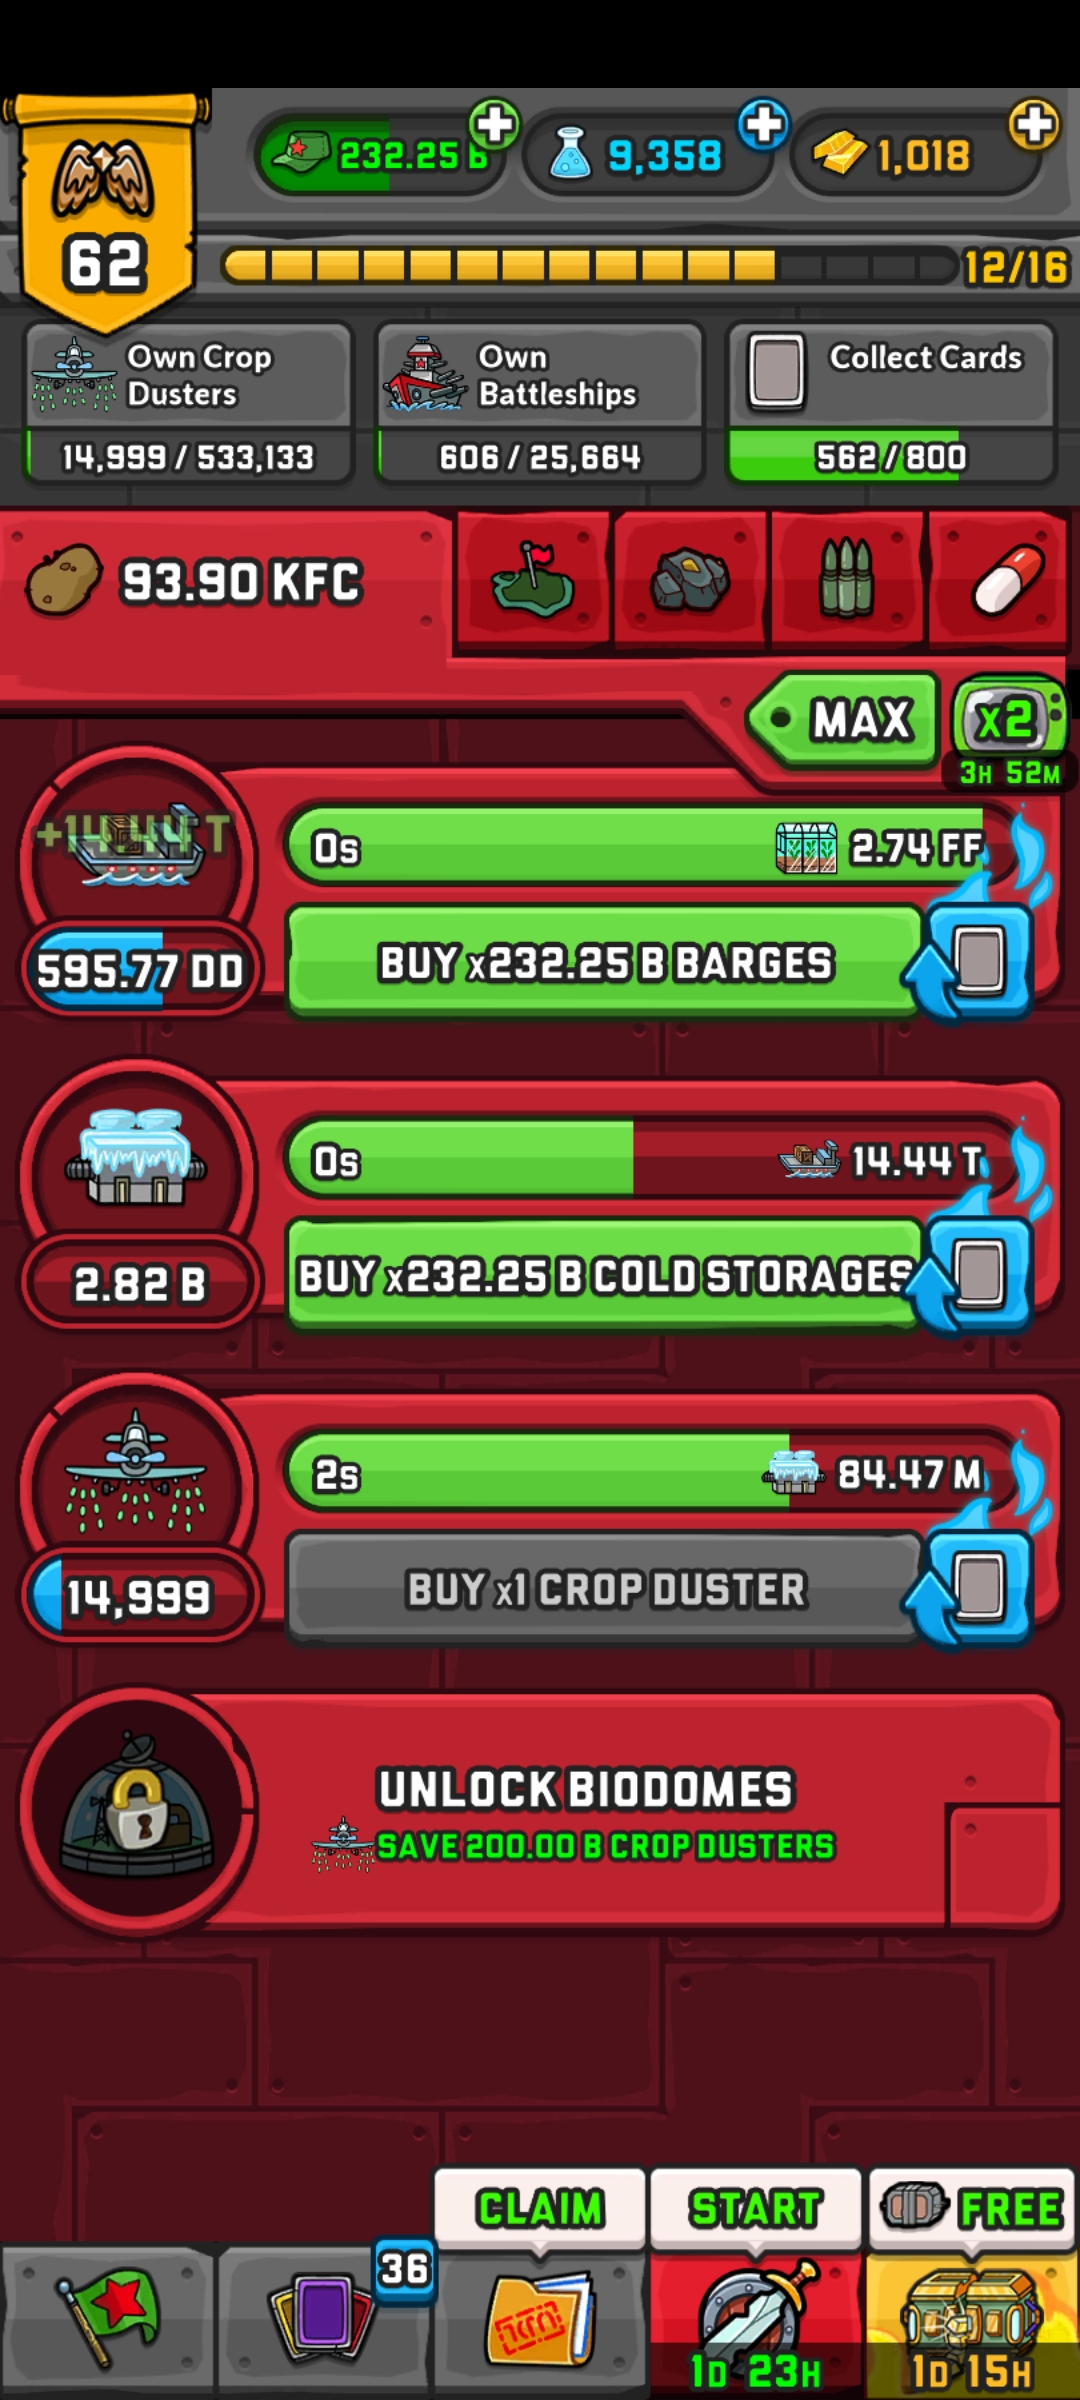 62
232.25 B
9,358
1,018
12/16
Own Crop
Dusters
14,999 / 533,133
Own
Battleships
606 / 25,664
Collect Cards
562 / 800
93.90 KFC
MAX
x2
3H 52M
+14.44 T
595.77 DD
0s
2.74 FF
BUY x232.25 B BARGES
2.82 B
0s
14.44 T
BUY x232.25 B COLD STORAGES
14,999
2s
84.47 M
BUY x1 CROP DUSTER
UNLOCK BIODOMES
SAVE 200.00 B CROP DUSTERS
36
CLAIM
START
1D 23H
FREE
1D 15H